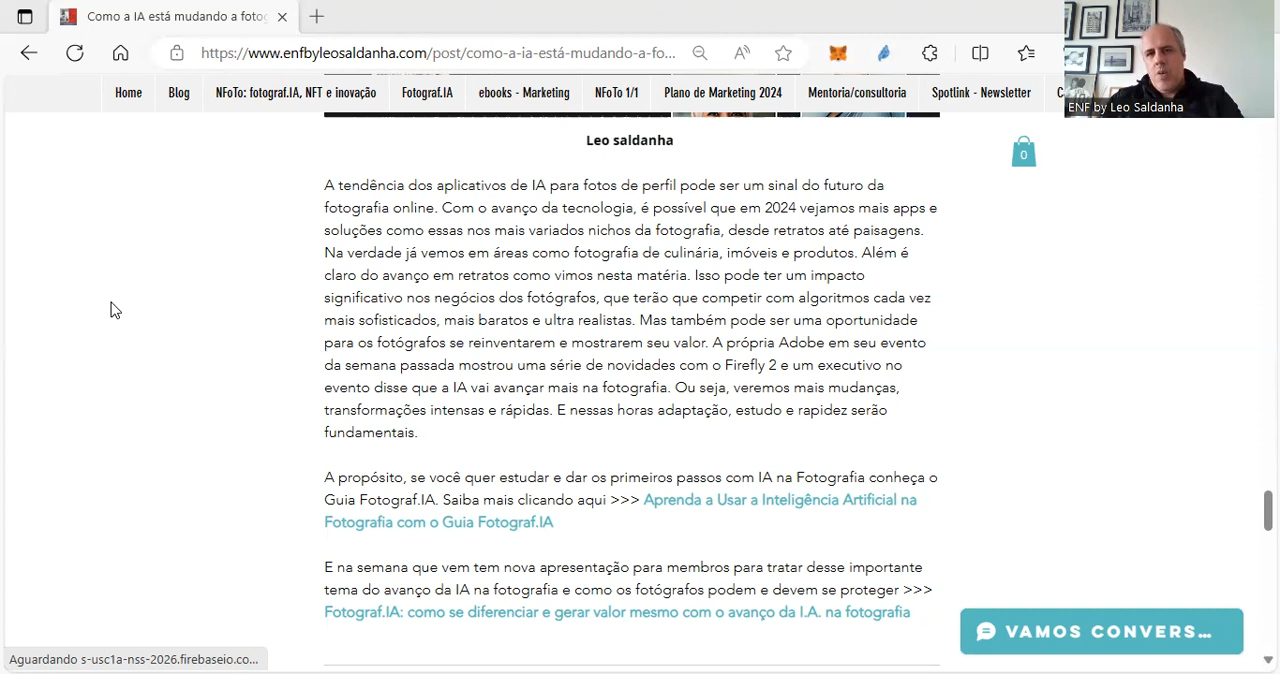 Como a IA está mudando a fotog
https://www.enfbyleosaldanha.com/post/como-a-ia-está-mudando-a-fo...
ENF by Leo Saldanha
Home Blog NFoTo: fotograf.IA, NFT e inovação Fotograf.IA ebooks - Marketing NFoTo 1/1 Plano de Marketing 2024 Mentoria/consultoria Spotlink - Newsletter
Leo saldanha
0
A tendência dos aplicativos de IA para fotos de perfil pode ser um sinal do futuro da
fotografia online. Com o avanço da tecnologia, é possível que em 2024 vejamos mais apps e
soluções como essas nos mais variados nichos da fotografia, desde retratos até paisagens.
Na verdade já vemos em áreas como fotografia de culinária, imóveis e produtos. Além é
claro do avanço em retratos como vimos nesta matéria. Isso pode ter um impacto
significativo nos negócios dos fotógrafos, que terão que competir com algoritmos cada vez
mais sofisticados, mais baratos e ultra realistas. Mas também pode ser uma oportunidade
para os fotógrafos se reinventarem e mostrarem seu valor. A própria Adobe em seu evento
da semana passada mostrou uma série de novidades com o Firefly 2 e um executivo no
evento disse que a IA vai avançar mais na fotografia. Ou seja, veremos mais mudanças,
transformações intensas e rápidas. E nessas horas adaptação, estudo e rapidez serão
fundamentais.
A propósito, se você quer estudar e dar os primeiros passos com IA na Fotografia conheça o
Guia Fotograf.IA. Saiba mais clicando aqui >>> Aprenda a Usar a Inteligência Artificial na
Fotografia com o Guia Fotograf.IA
E na semana que vem tem nova apresentação para membros para tratar desse importante
tema do avanço da IA na fotografia e como os fotógrafos podem e devem se proteger >>>
Fotograf.IA: como se diferenciar e gerar valor mesmo com o avanço da I.A. na fotografia
VAMOS CONVERS...
Aguardando s-usc1a-nss-2026.firebaseio.co...